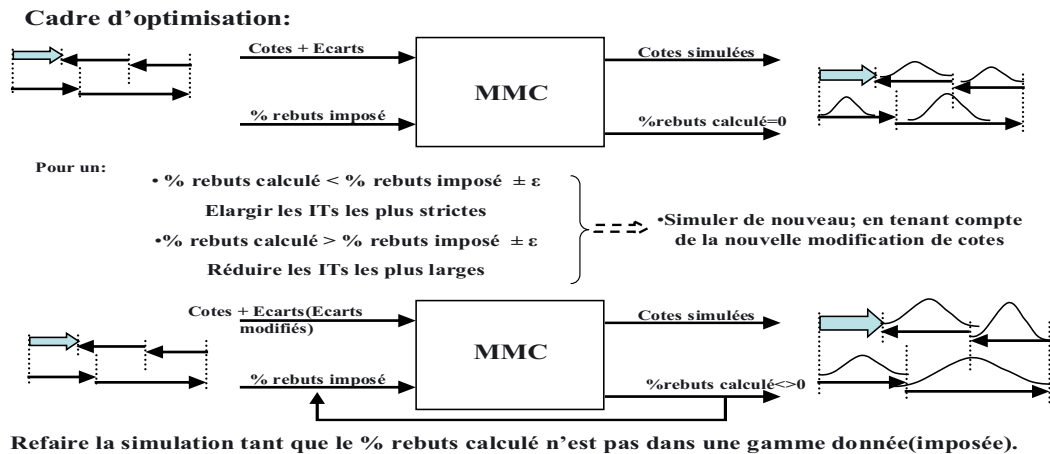 Cadre d'optimisation:
Cotes + Ecarts
% rebuts imposé
MMC
Cotes simulées
%rebuts calculé=0
Pour un:
• % rebuts calculé < % rebuts imposé ± ε
Elargir les ITs les plus strictes
•% rebuts calculé > % rebuts imposé ± ε
Réduire les ITs les plus larges
•Simuler de nouveau; en tenant compte
de la nouvelle modification de cotes
Cotes + Ecarts(Ecarts
modifiés)
% rebuts imposé
MMC
Cotes simulées
%rebuts calculé<>0
Refaire la simulation tant que le % rebuts calculé n'est pas dans une gamme donnée(imposée).